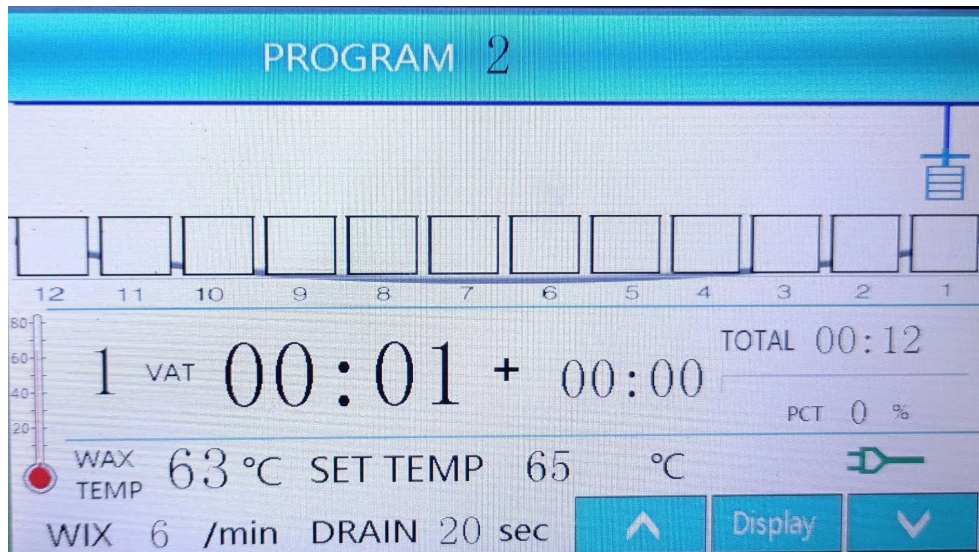 PROGRAM 2
12 11 10 9 8 7 6 5 4 3 2 1
80
60
40
20
1 VAT 00:01 + 00:00
TOTAL 00:12
PCT 0 %
WAX TEMP 63 °C SET TEMP 65 °C
WIX 6 /min DRAIN 20 sec
Display